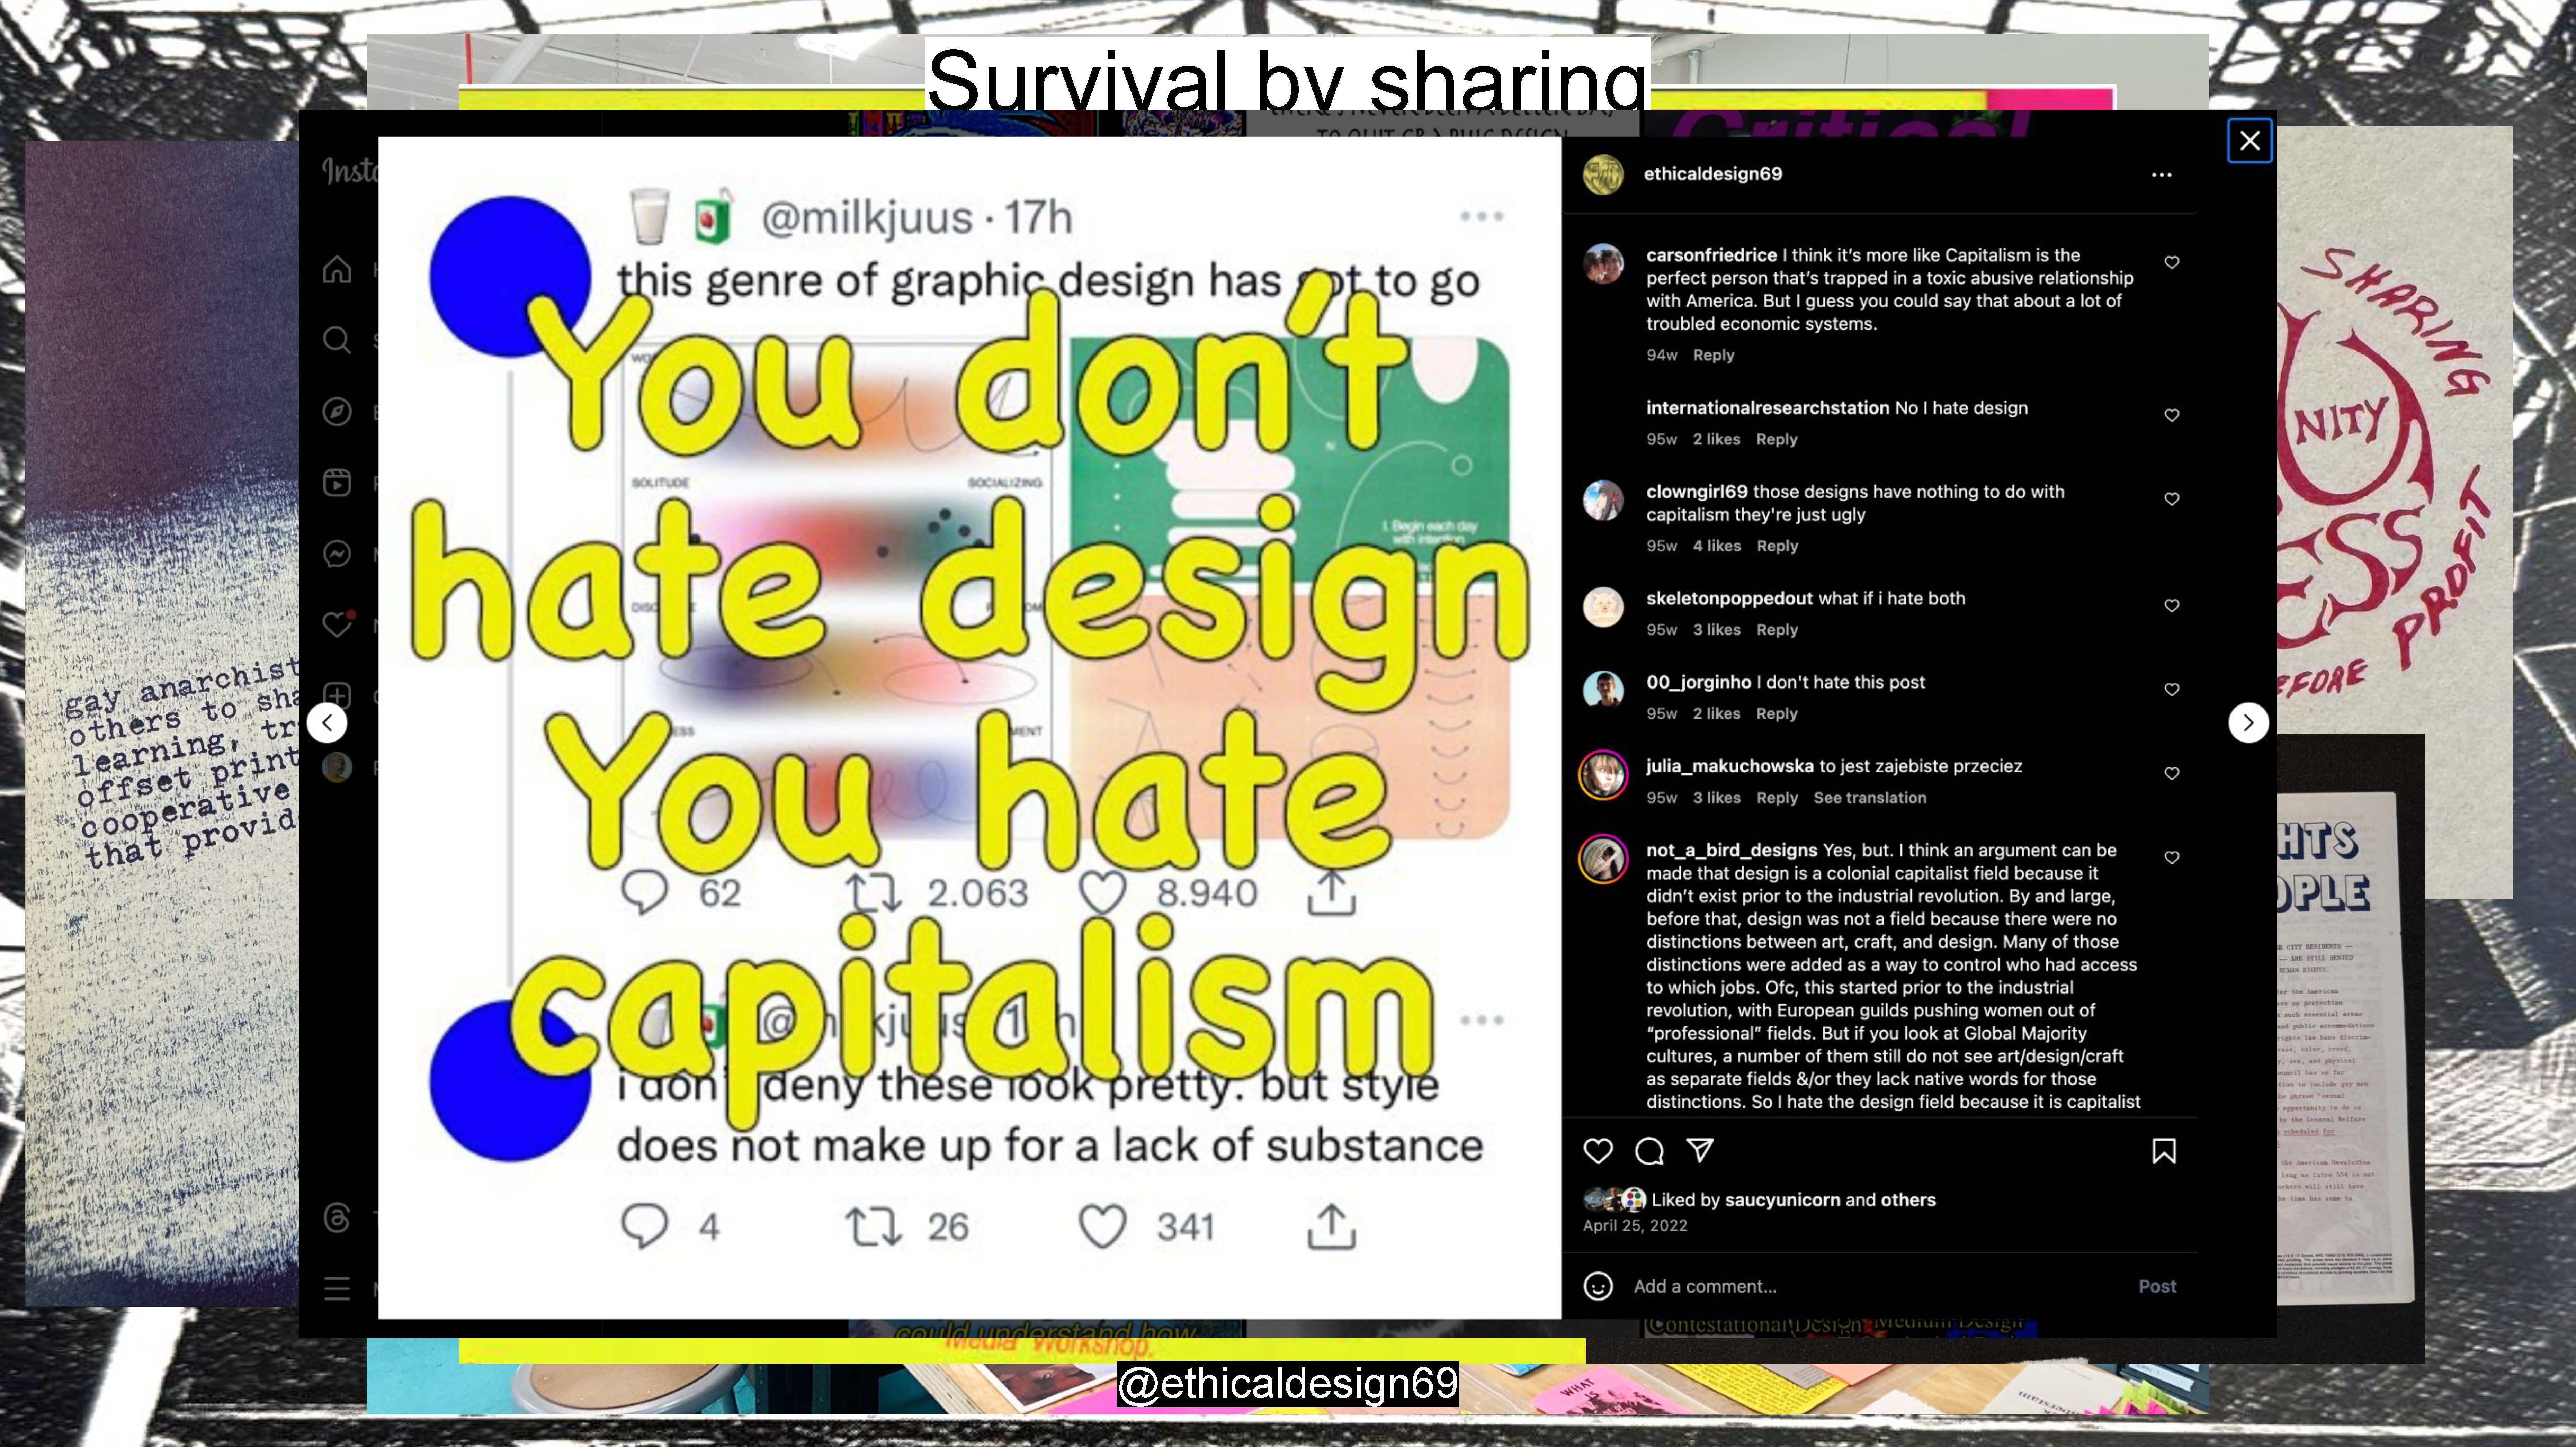 Survival by sharing
gay anarchist
others to sha
learning, tr
offset print
cooperative
that provid
Insta
@milkjuus · 17h
this genre of graphic design has got to go
You don't
hate design
You hate
capitalism
SOLITUDE
SOCIALIZING
I. Begin each day
with intention
62
2.063
8.940
i don't deny these look pretty. but style
does not make up for a lack of substance
4
26
341
ethicaldesign69
carsonfriedrice I think it’s more like Capitalism is the
perfect person that’s trapped in a toxic abusive relationship
with America. But I guess you could say that about a lot of
troubled economic systems.
94w Reply
internationalresearchstation No I hate design
95w 2 likes Reply
clowngirl69 those designs have nothing to do with
capitalism they're just ugly
95w 4 likes Reply
skeletonpoppedout what if i hate both
95w 3 likes Reply
00_jorginho I don't hate this post
95w 2 likes Reply
julia_makuchowska to jest zajebiste przeciez
95w 3 likes Reply See translation
not_a_bird_designs Yes, but. I think an argument can be
made that design is a colonial capitalist field because it
didn’t exist prior to the industrial revolution. By and large,
before that, design was not a field because there were no
distinctions between art, craft, and design. Many of those
distinctions were added as a way to control who had access
to which jobs. Ofc, this started prior to the industrial
revolution, with European guilds pushing women out of
“professional” fields. But if you look at Global Majority
cultures, a number of them still do not see art/design/craft
as separate fields &/or they lack native words for those
distinctions. So I hate the design field because it is capitalist
Liked by saucyunicorn and others
April 25, 2022
Add a comment... Post
Critical
SHARING
NITY
ESS
BEFORE
PROFIT
HTS
OPLE
K CITY RESIDENTS —
— ARE STILL DENIED
HUMAN RIGHTS
could understand how
Media Workshop.
Contestational Design Medium Design
WHAT
@ethicaldesign69